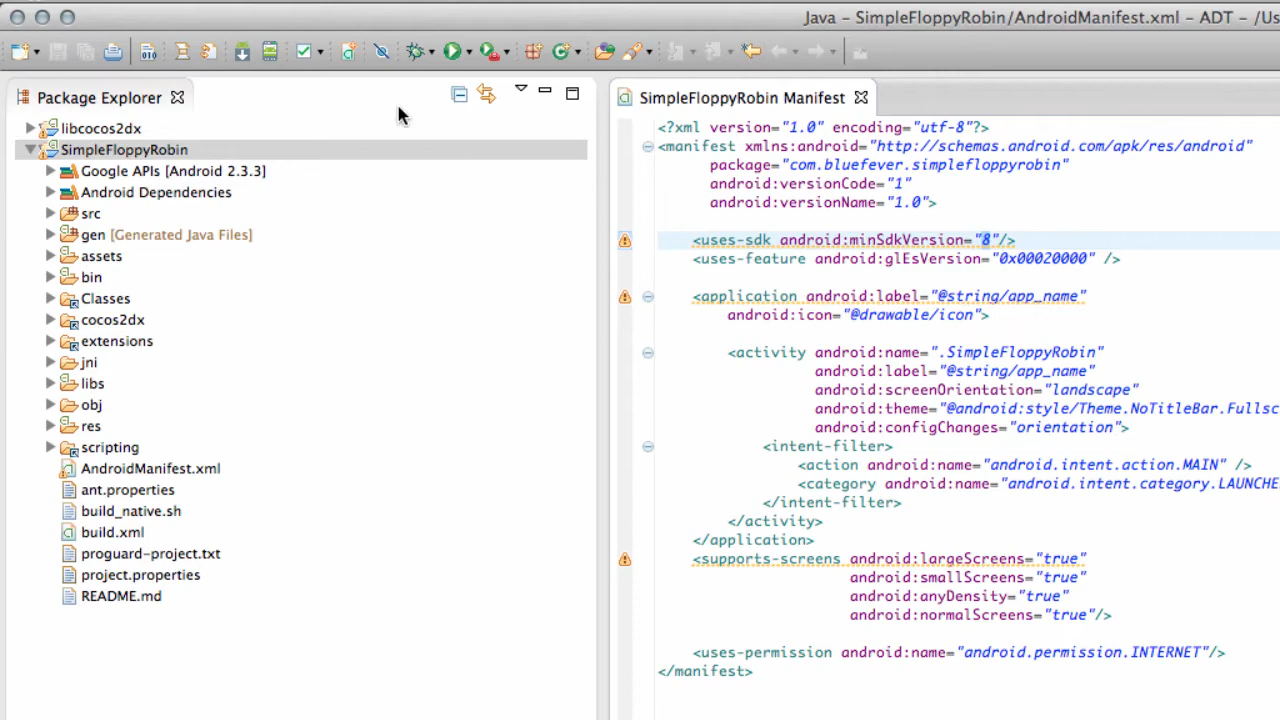 Java – SimpleFloppyRobin/AndroidManifest.xml – ADT – /Us
Package Explorer
libcocos2dx
SimpleFloppyRobin
Google APIs [Android 2.3.3]
Android Dependencies
src
gen [Generated Java Files]
assets
bin
Classes
cocos2dx
extensions
jni
libs
obj
res
scripting
AndroidManifest.xml
ant.properties
build_native.sh
build.xml
proguard-project.txt
project.properties
README.md
SimpleFloppyRobin Manifest
<?xml version="1.0" encoding="utf-8"?>
<manifest xmlns:android="http://schemas.android.com/apk/res/android"
package="com.bluefever.simplefloppyrobin"
android:versionCode="1"
android:versionName="1.0">
<uses-sdk android:minSdkVersion="8"/>
<uses-feature android:glEsVersion="0x00020000" />
<application android:label="@string/app_name"
android:icon="@drawable/icon">
<activity android:name=".SimpleFloppyRobin"
android:label="@string/app_name"
android:screenOrientation="landscape"
android:theme="@android:style/Theme.NoTitleBar.Fullsc
android:configChanges="orientation">
<intent-filter>
<action android:name="android.intent.action.MAIN" />
<category android:name="android.intent.category.LAUNCHE
</intent-filter>
</activity>
</application>
<supports-screens android:largeScreens="true"
android:smallScreens="true"
android:anyDensity="true"
android:normalScreens="true"/>
<uses-permission android:name="android.permission.INTERNET"/>
</manifest>